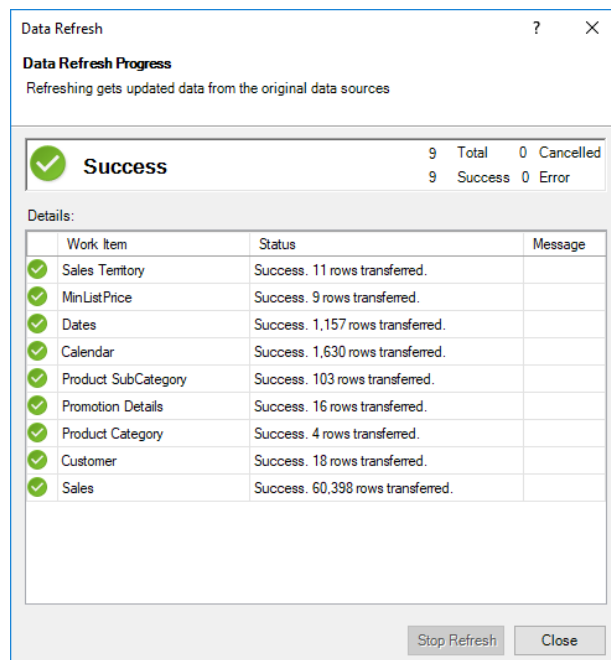 Data Refresh ?
Data Refresh Progress
Refreshing gets updated data from the original data sources
Success
9 Total 0 Cancelled
9 Success 0 Error
Details:
Work Item Status Message
Sales Territory Success. 11 rows transferred.
MinListPrice Success. 9 rows transferred.
Dates Success. 1,157 rows transferred.
Calendar Success. 1,630 rows transferred.
Product SubCategory Success. 103 rows transferred.
Promotion Details Success. 16 rows transferred.
Product Category Success. 4 rows transferred.
Customer Success. 18 rows transferred.
Sales Success. 60,398 rows transferred.
Stop Refresh Close